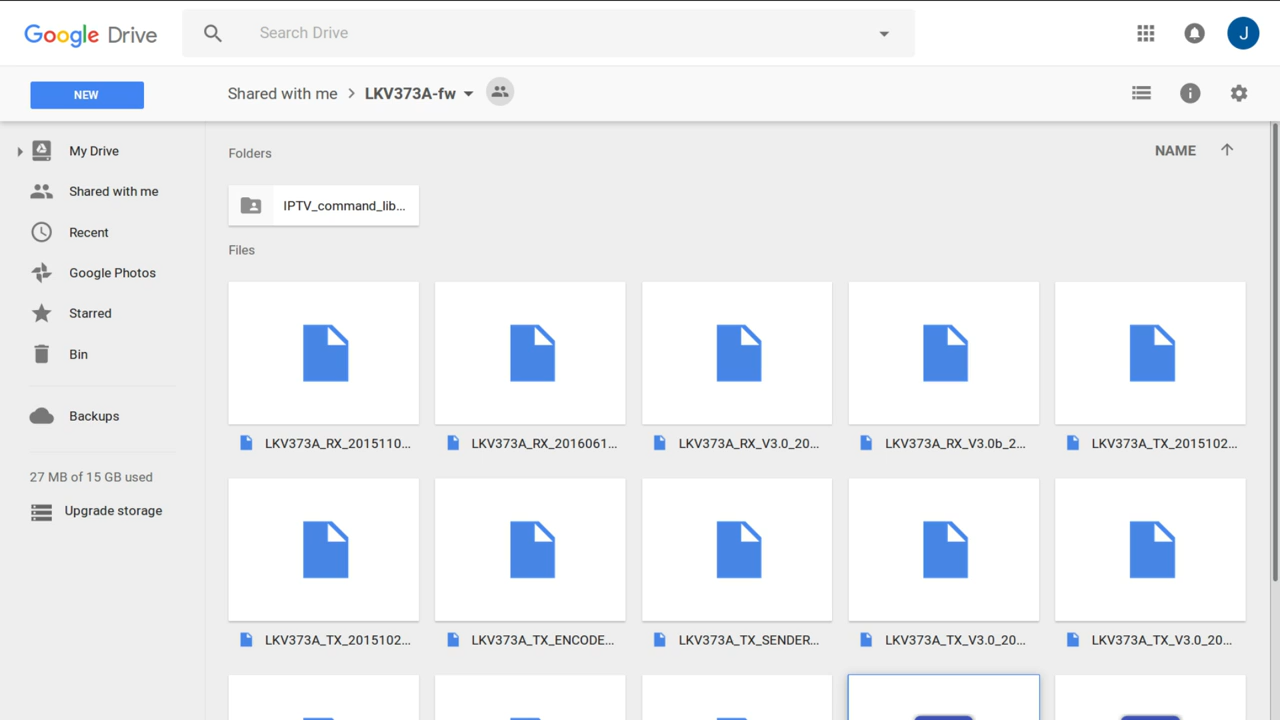 Google Drive
Search Drive
J
NEW
Shared with me > LKV373A-fw
My Drive
Shared with me
Recent
Google Photos
Starred
Bin
Backups
27 MB of 15 GB used
Upgrade storage
Folders
NAME
IPTV_command_lib...
Files
LKV373A_RX_2015110...
LKV373A_RX_2016061...
LKV373A_RX_V3.0_20...
LKV373A_RX_V3.0b_2...
LKV373A_TX_2015102...
LKV373A_TX_2015102...
LKV373A_TX_ENCODE...
LKV373A_TX_SENDER...
LKV373A_TX_V3.0_20...
LKV373A_TX_V3.0_20...